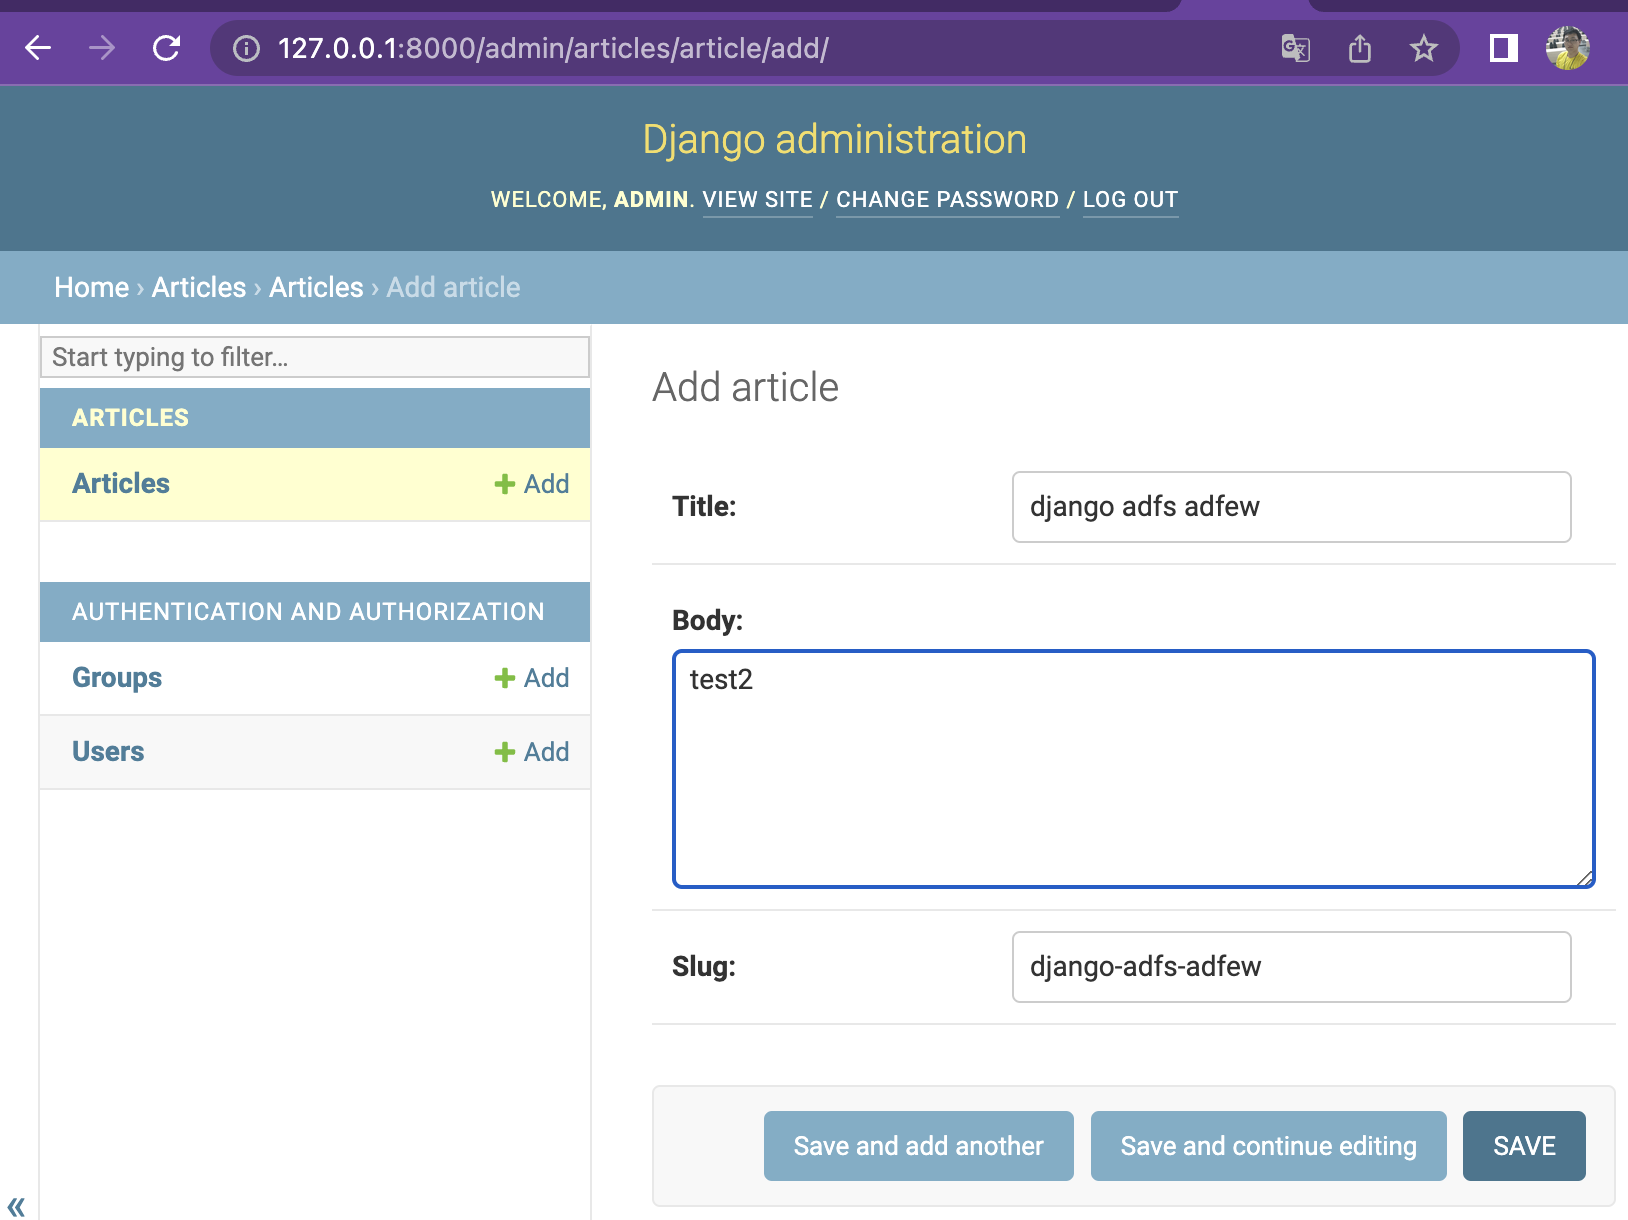 127.0.0.1:8000/admin/articles/article/add/
Django administration
WELCOME, ADMIN. VIEW SITE / CHANGE PASSWORD / LOG OUT
Home › Articles › Articles › Add article
Start typing to filter...
ARTICLES
Articles + Add
AUTHENTICATION AND AUTHORIZATION
Groups + Add
Users + Add
«
Add article
Title: django adfs adfew
Body:
test2
Slug: django-adfs-adfew
Save and add another Save and continue editing SAVE